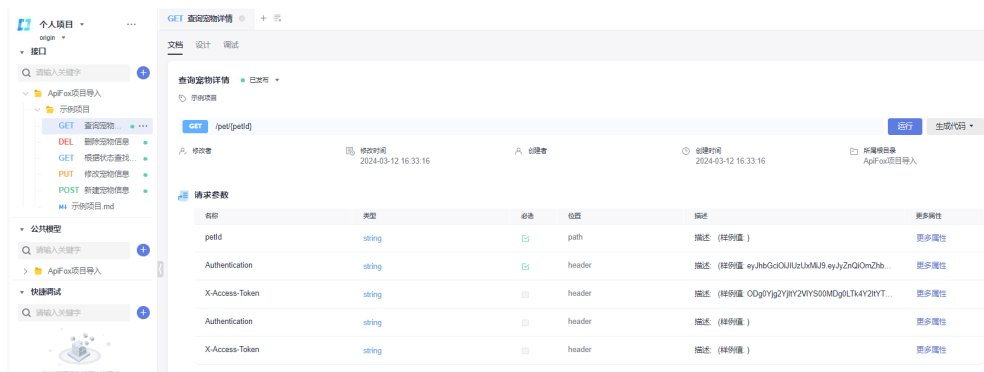 个人项目
origin
接口
请输入关键字
ApiFox项目导入
示例项目
GET 查询宠物...
DEL 删除宠物信息
GET 根据状态查找...
PUT 修改宠物信息
POST 新建宠物信息
M↓ 示例项目.md
公共模型
请输入关键字
ApiFox项目导入
快捷调试
请输入关键字
GET 查询宠物详情
文档 设计 调试
查询宠物详情 已发布
示例项目
GET /pet/{petId} 运行 生成代码
修改者 修改时间 创建者 创建时间 所属根目录
2024-03-12 16:33:16 2024-03-12 16:33:16 ApiFox项目导入
请求参数
名称 类型 必选 位置 描述 更多属性
petId string path 描述: (样例值: ) 更多属性
Authentication string header 描述: (样例值: eyJhbGciOiJIUzUxMiJ9.eyJyZnQiOmZhb... 更多属性
X-Access-Token string header 描述: (样例值: ODg0Yjg2YjItY2VlYS00MDg0LTk4Y2ItYT... 更多属性
Authentication string header 描述: (样例值: ) 更多属性
X-Access-Token string header 描述: (样例值: ) 更多属性